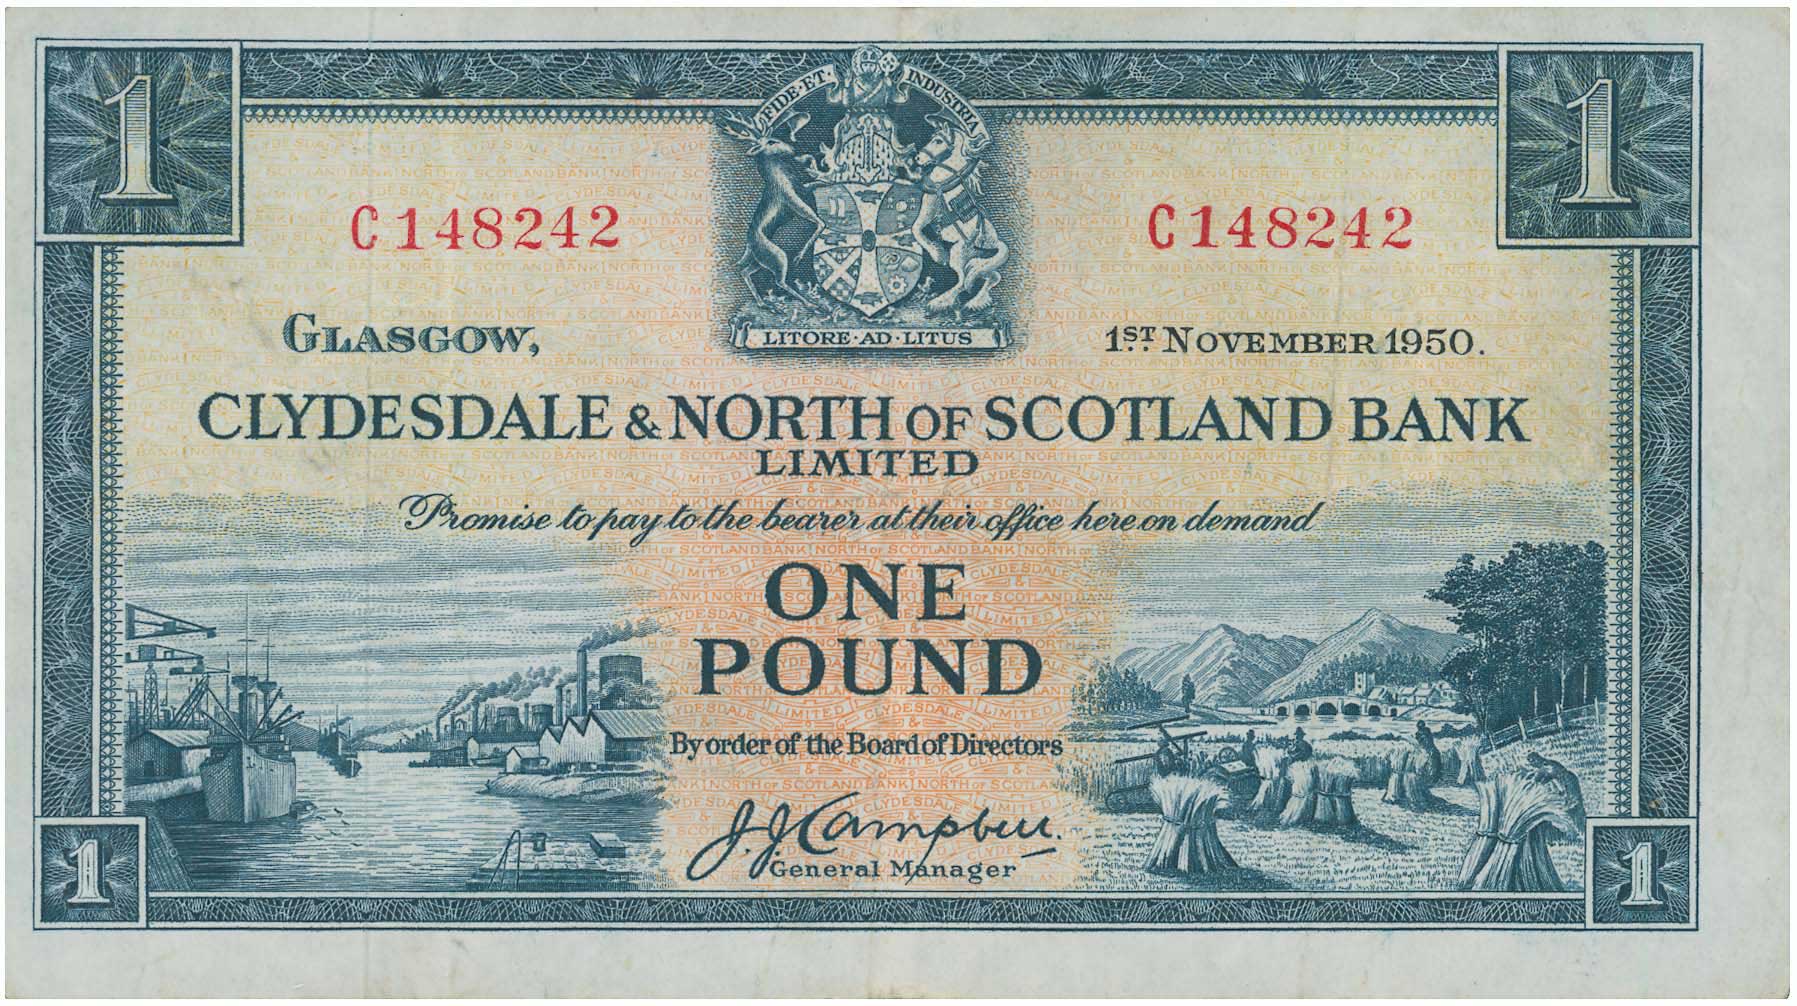 1
1
FIDE·ET·INDUSTRIA
C148242
C148242
LITORE·AD·LITUS
GLASGOW,
1ST NOVEMBER 1950.
CLYDESDALE & NORTH OF SCOTLAND BANK
LIMITED
Promise to pay to the bearer at their office here on demand
ONE
POUND
By order of the Board of Directors
J. J. Campbell.
General Manager
1
1